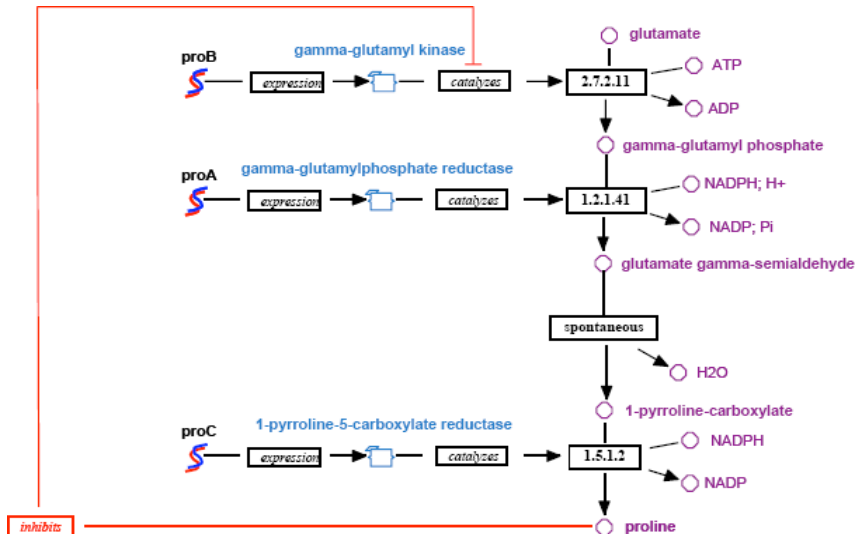 glutamate
gamma-glutamyl kinase
proB
ATP
expression
catalyzes
2.7.2.11
ADP
gamma-glutamyl phosphate
gamma-glutamylphosphate reductase
proA
NADPH; H+
expression
catalyzes
1.2.1.41
NADP; Pi
glutamate gamma-semialdehyde
spontaneous
H2O
1-pyrroline-carboxylate
1-pyrroline-5-carboxylate reductase
proC
NADPH
expression
catalyzes
1.5.1.2
NADP
inhibits
proline